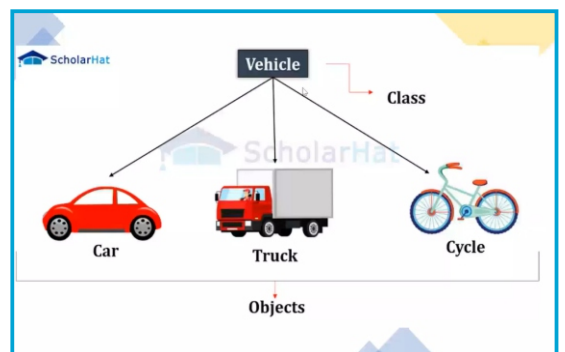 ScholarHat
Vehicle
Class
ScholarHat
Car
Truck
Cycle
Objects